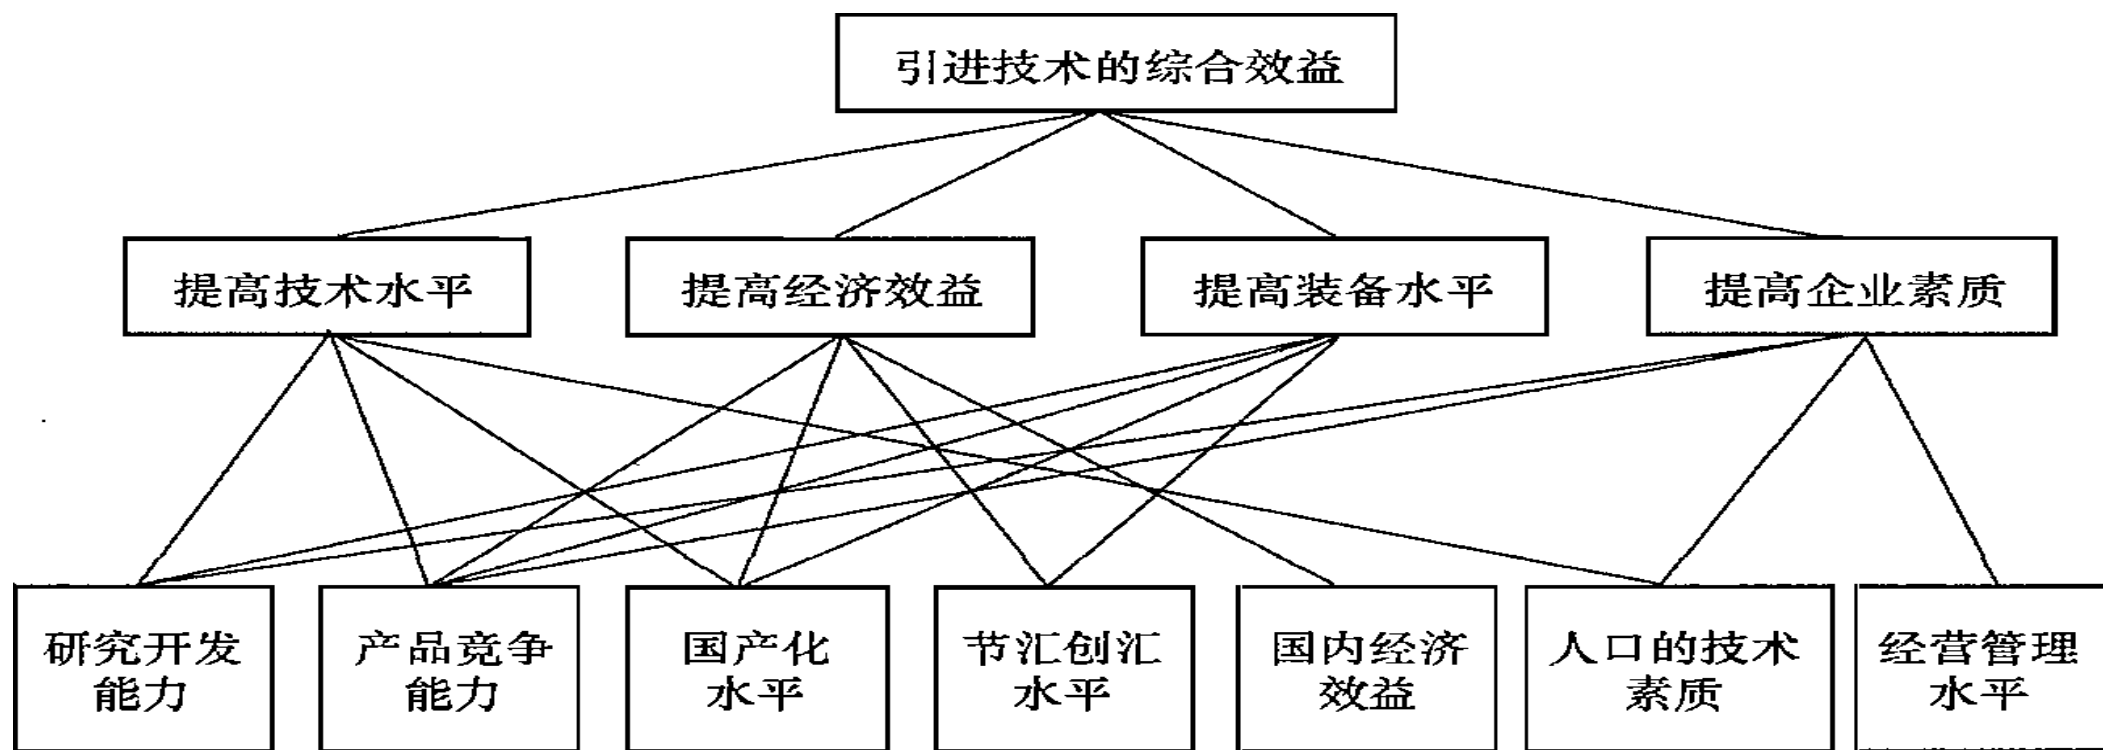 引进技术的综合效益
提高技术水平
提高经济效益
提高装备水平
提高企业素质
研究开发
能力
产品竞争
能力
国产化
水平
节汇创汇
水平
国内经济
效益
人口的技术
素质
经营管理
水平